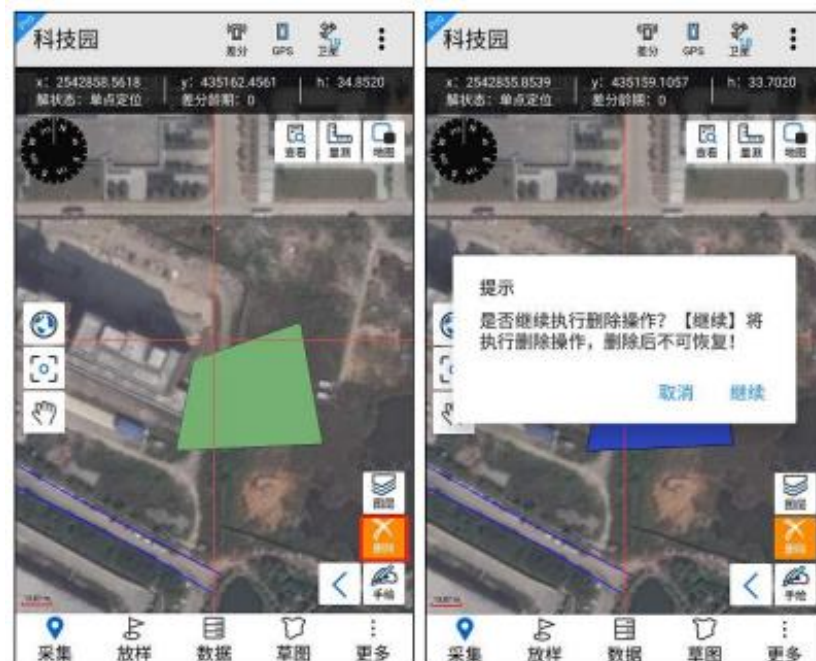 Pro
科技园
差分
GPS
卫星
x: 2542858.5618
y: 435162.4561
h: 34.8520
解状态: 单点定位
差分龄期: 0
查看
量测
地图
图层
删除
手绘
采集
放样
数据
草图
更多
Pro
科技园
差分
GPS
卫星
x: 2542855.8539
y: 435159.1057
h: 33.7020
解状态: 单点定位
差分龄期: 0
查看
量测
地图
提示
是否继续执行删除操作？【继续】将
执行删除操作，删除后不可恢复！
取消
继续
图层
删除
手绘
采集
放样
数据
草图
更多